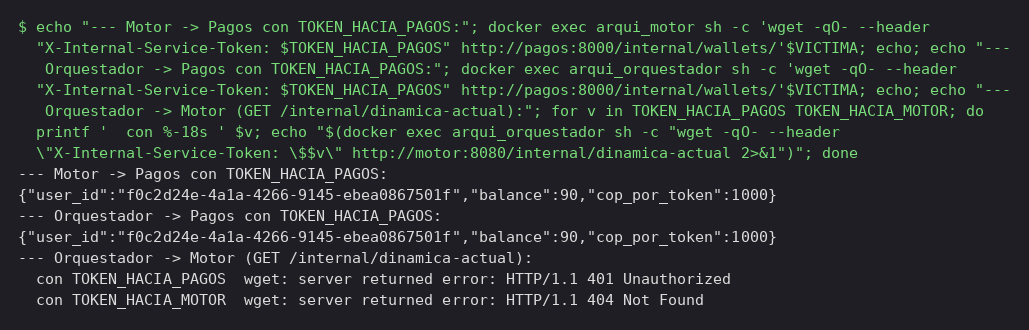 $ echo "--- Motor -> Pagos con TOKEN_HACIA_PAGOS:"; docker exec arqui_motor sh -c 'wget -qO- --header
"X-Internal-Service-Token: $TOKEN_HACIA_PAGOS" http://pagos:8000/internal/wallets/'$VICTIMA; echo; echo "---
Orquestador -> Pagos con TOKEN_HACIA_PAGOS:"; docker exec arqui_orquestador sh -c 'wget -qO- --header
"X-Internal-Service-Token: $TOKEN_HACIA_PAGOS" http://pagos:8000/internal/wallets/'$VICTIMA; echo; echo "---
Orquestador -> Motor (GET /internal/dinamica-actual):"; for v in TOKEN_HACIA_PAGOS TOKEN_HACIA_MOTOR; do
printf '  con %-18s ' $v; echo "$(docker exec arqui_orquestador sh -c "wget -qO- --header
\"X-Internal-Service-Token: \$$v\" http://motor:8080/internal/dinamica-actual 2>&1")"; done
--- Motor -> Pagos con TOKEN_HACIA_PAGOS:
{"user_id":"f0c2d24e-4a1a-4266-9145-ebea0867501f","balance":90,"cop_por_token":1000}
--- Orquestador -> Pagos con TOKEN_HACIA_PAGOS:
{"user_id":"f0c2d24e-4a1a-4266-9145-ebea0867501f","balance":90,"cop_por_token":1000}
--- Orquestador -> Motor (GET /internal/dinamica-actual):
  con TOKEN_HACIA_PAGOS  wget: server returned error: HTTP/1.1 401 Unauthorized
  con TOKEN_HACIA_MOTOR  wget: server returned error: HTTP/1.1 404 Not Found